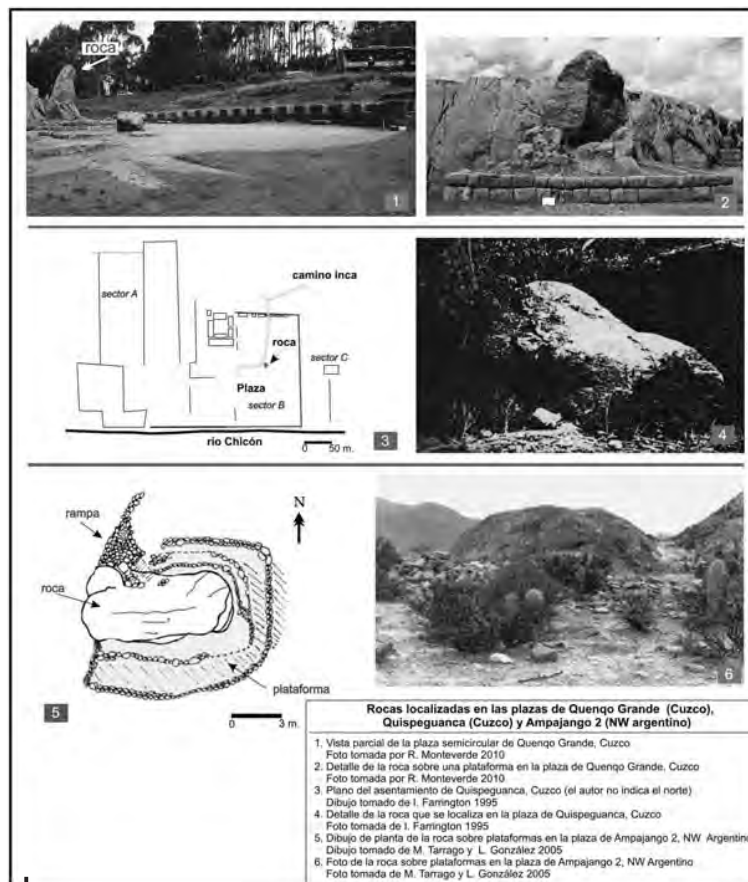 roca
1
2
camino inca
sector A
roca
sector C
Plaza
sector B
río Chicón
0 50 m.
3
4
N
rampa
roca
plataforma
5
0 3 m.
6
Rocas localizadas en las plazas de Quenqo Grande (Cuzco),
Quispeguanca (Cuzco) y Ampajango 2 (NW argentino)
1. Vista parcial de la plaza semicircular de Quenqo Grande, Cuzco
Foto tomada por R. Monteverde 2010
2. Detalle de la roca sobre una plataforma en la plaza de Quenqo Grande, Cuzco
Foto tomada por R. Monteverde 2010
3. Plano del asentamiento de Quispeguanca, Cuzco (el autor no indica el norte)
Dibujo tomado de I. Farrington 1995
4. Detalle de la roca que se localiza en la plaza de Quispeguanca, Cuzco
Foto tomada de I. Farrington 1995
5. Dibujo de planta de la roca sobre plataformas en la plaza de Ampajango 2, NW Argentino
Dibujo tomado de M. Tarrago y L. González 2005
6. Foto de la roca sobre plataformas en la plaza de Ampajango 2, NW Argentino
Foto tomada de M. Tarrago y L. González 2005